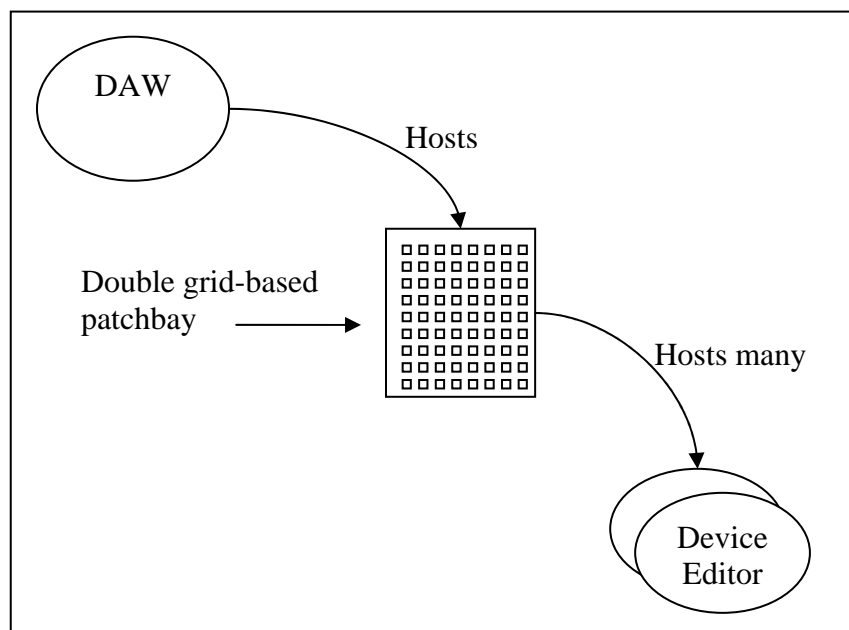 DAW
Hosts
Double grid-based
patchbay
Hosts many
Device
Editor